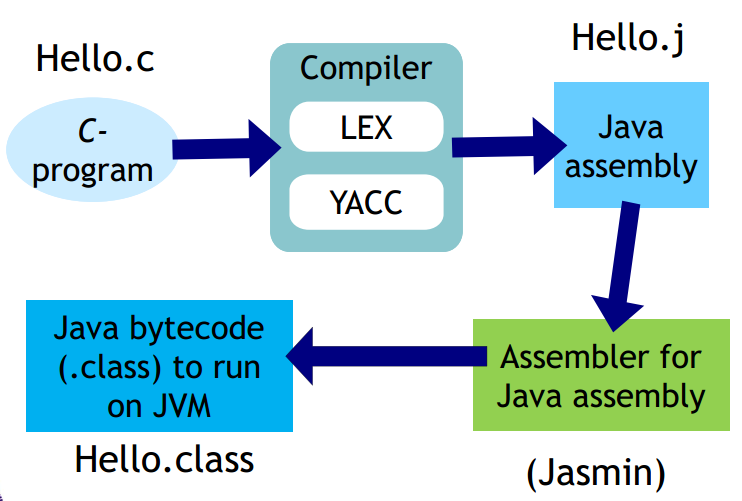 Hello.c
C-
program
Compiler
LEX
YACC
Hello.j
Java
assembly
Assembler for
Java assembly
(Jasmin)
Java bytecode
(.class) to run
on JVM
Hello.class